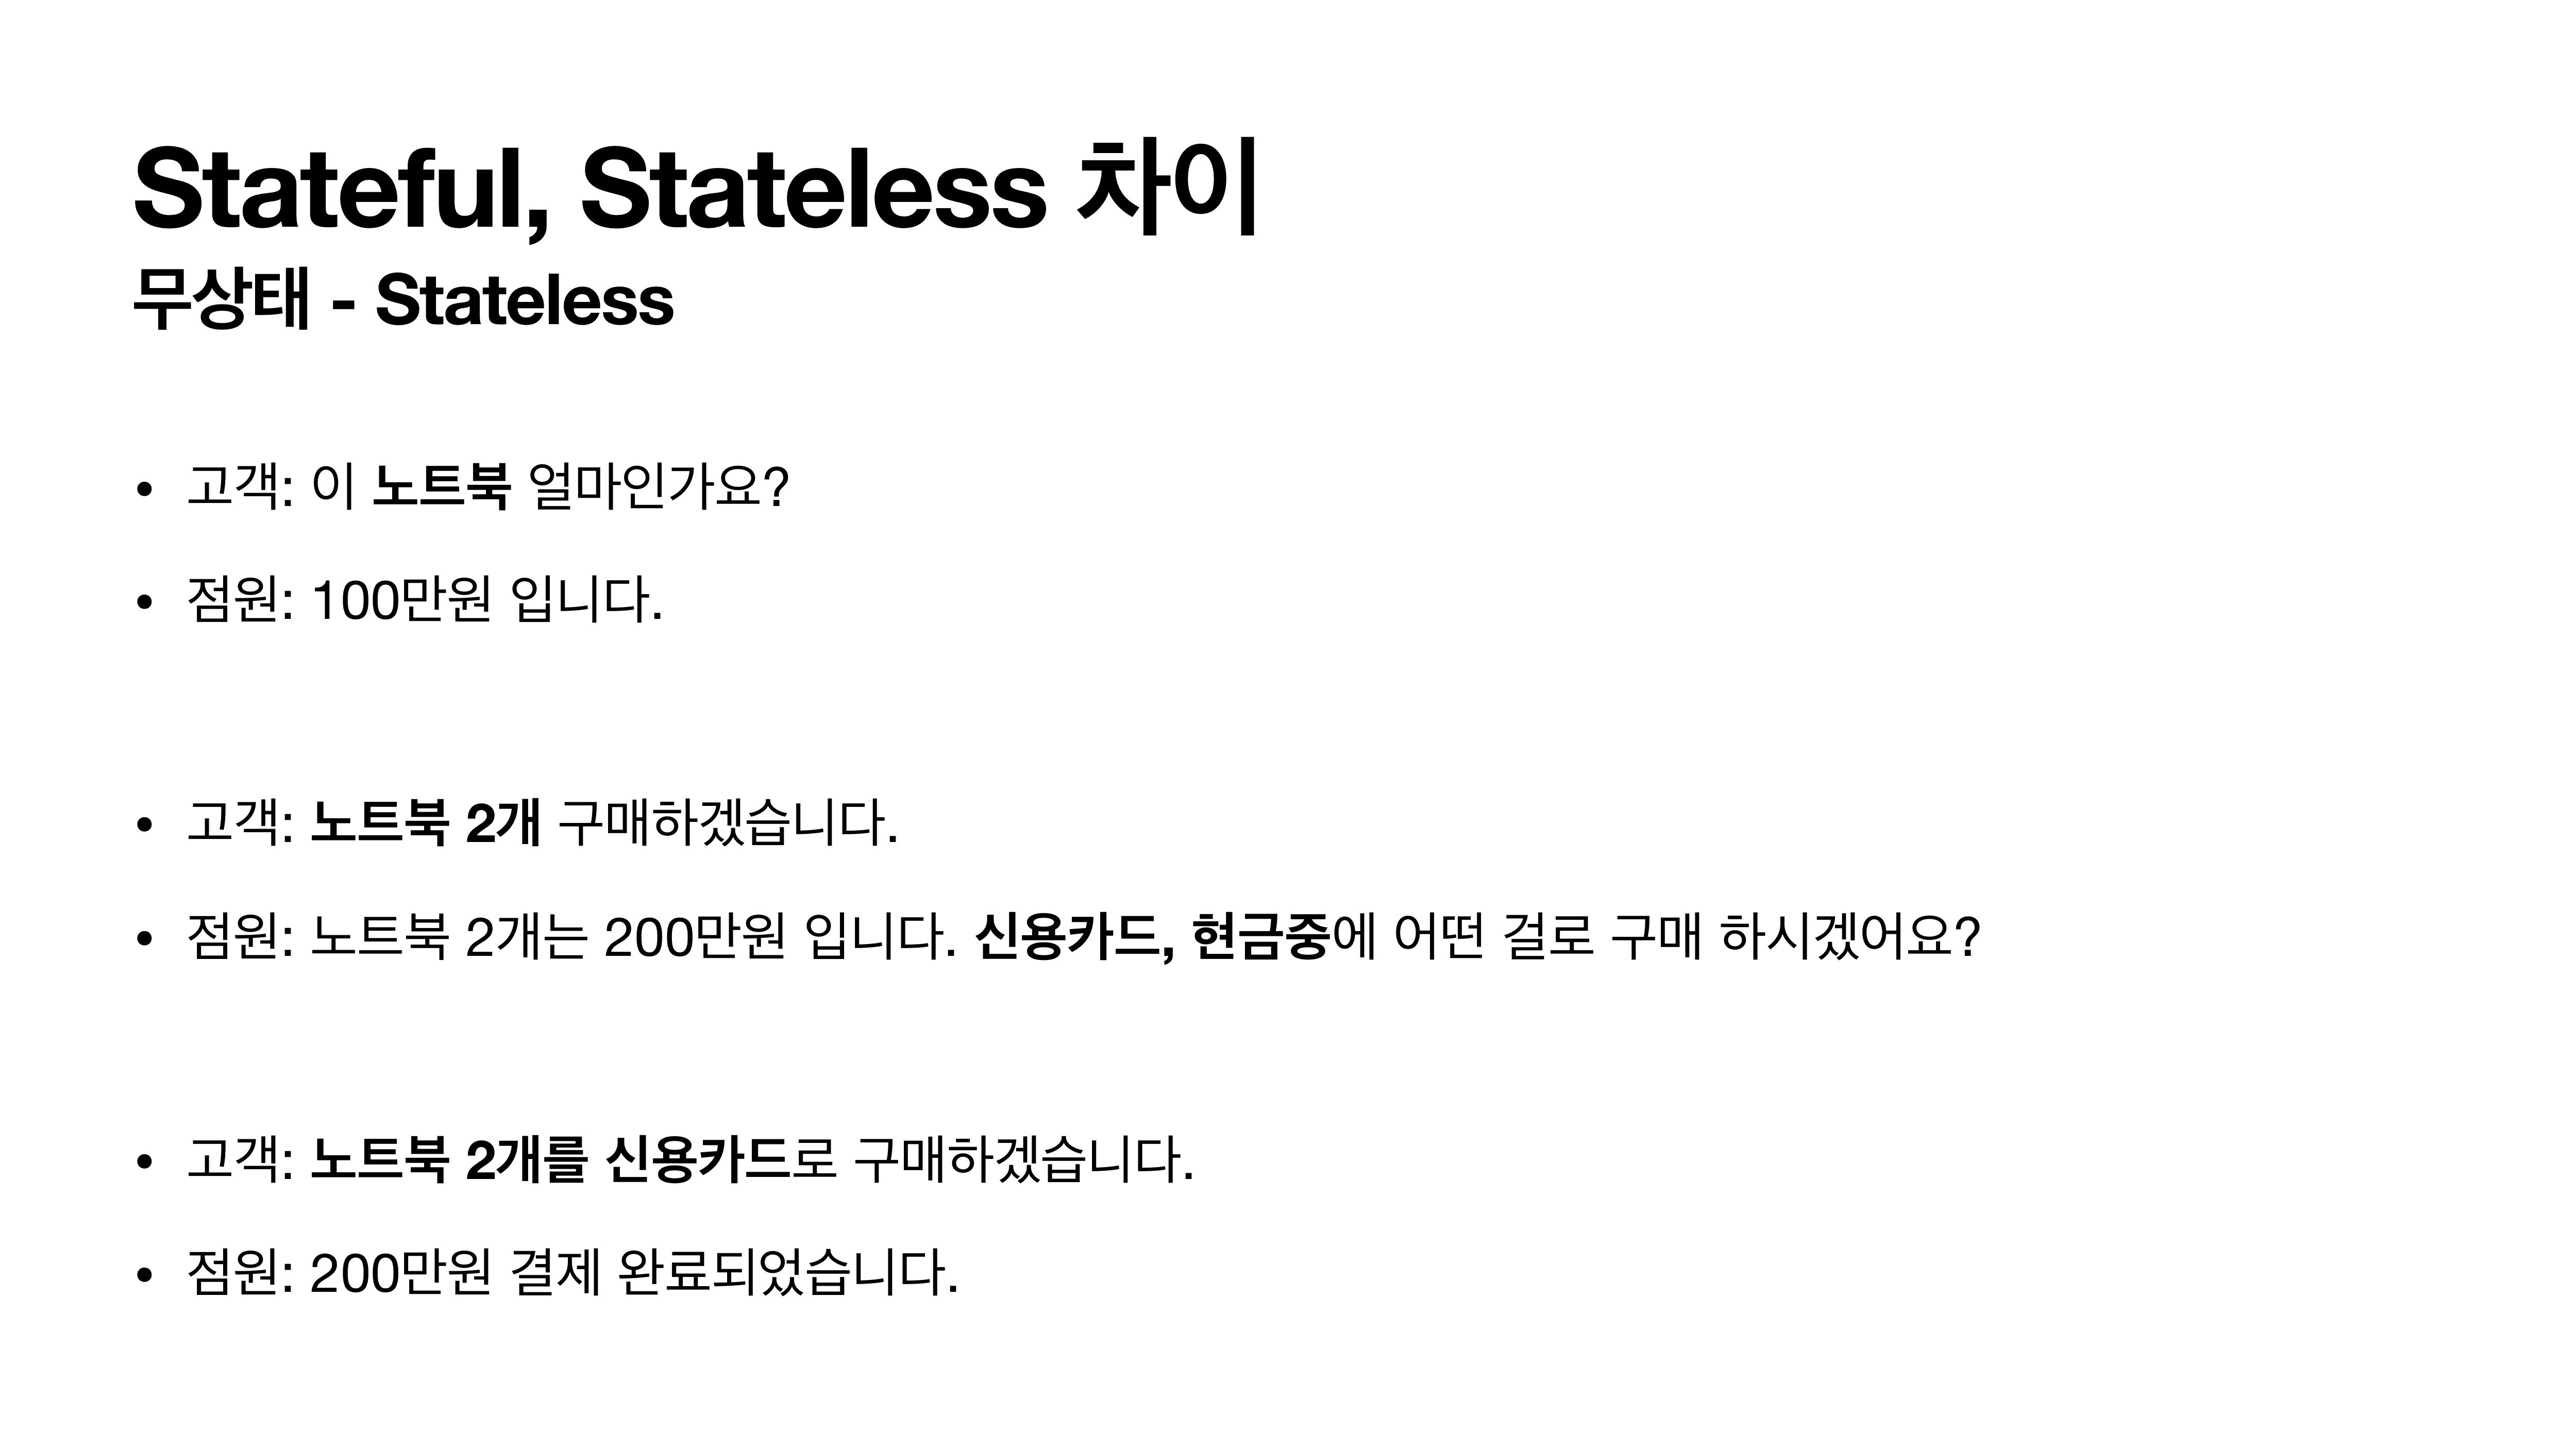 Stateful, Stateless 차이
무상태 - Stateless
• 고객: 이 노트북 얼마인가요?
• 점원: 100만원 입니다.
• 고객: 노트북 2개 구매하겠습니다.
• 점원: 노트북 2개는 200만원 입니다. 신용카드, 현금중에 어떤 걸로 구매 하시겠어요?
• 고객: 노트북 2개를 신용카드로 구매하겠습니다.
• 점원: 200만원 결제 완료되었습니다.